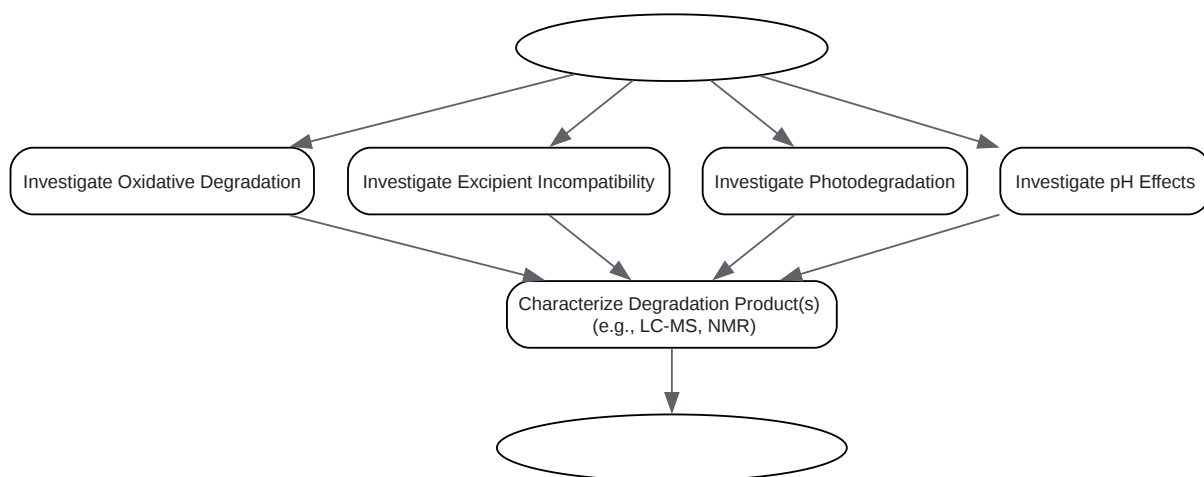 Investigate Oxidative Degradation
Investigate Excipient Incompatibility
Investigate Photodegradation
Investigate pH Effects
Characterize Degradation Product(s)
(e.g., LC-MS, NMR)